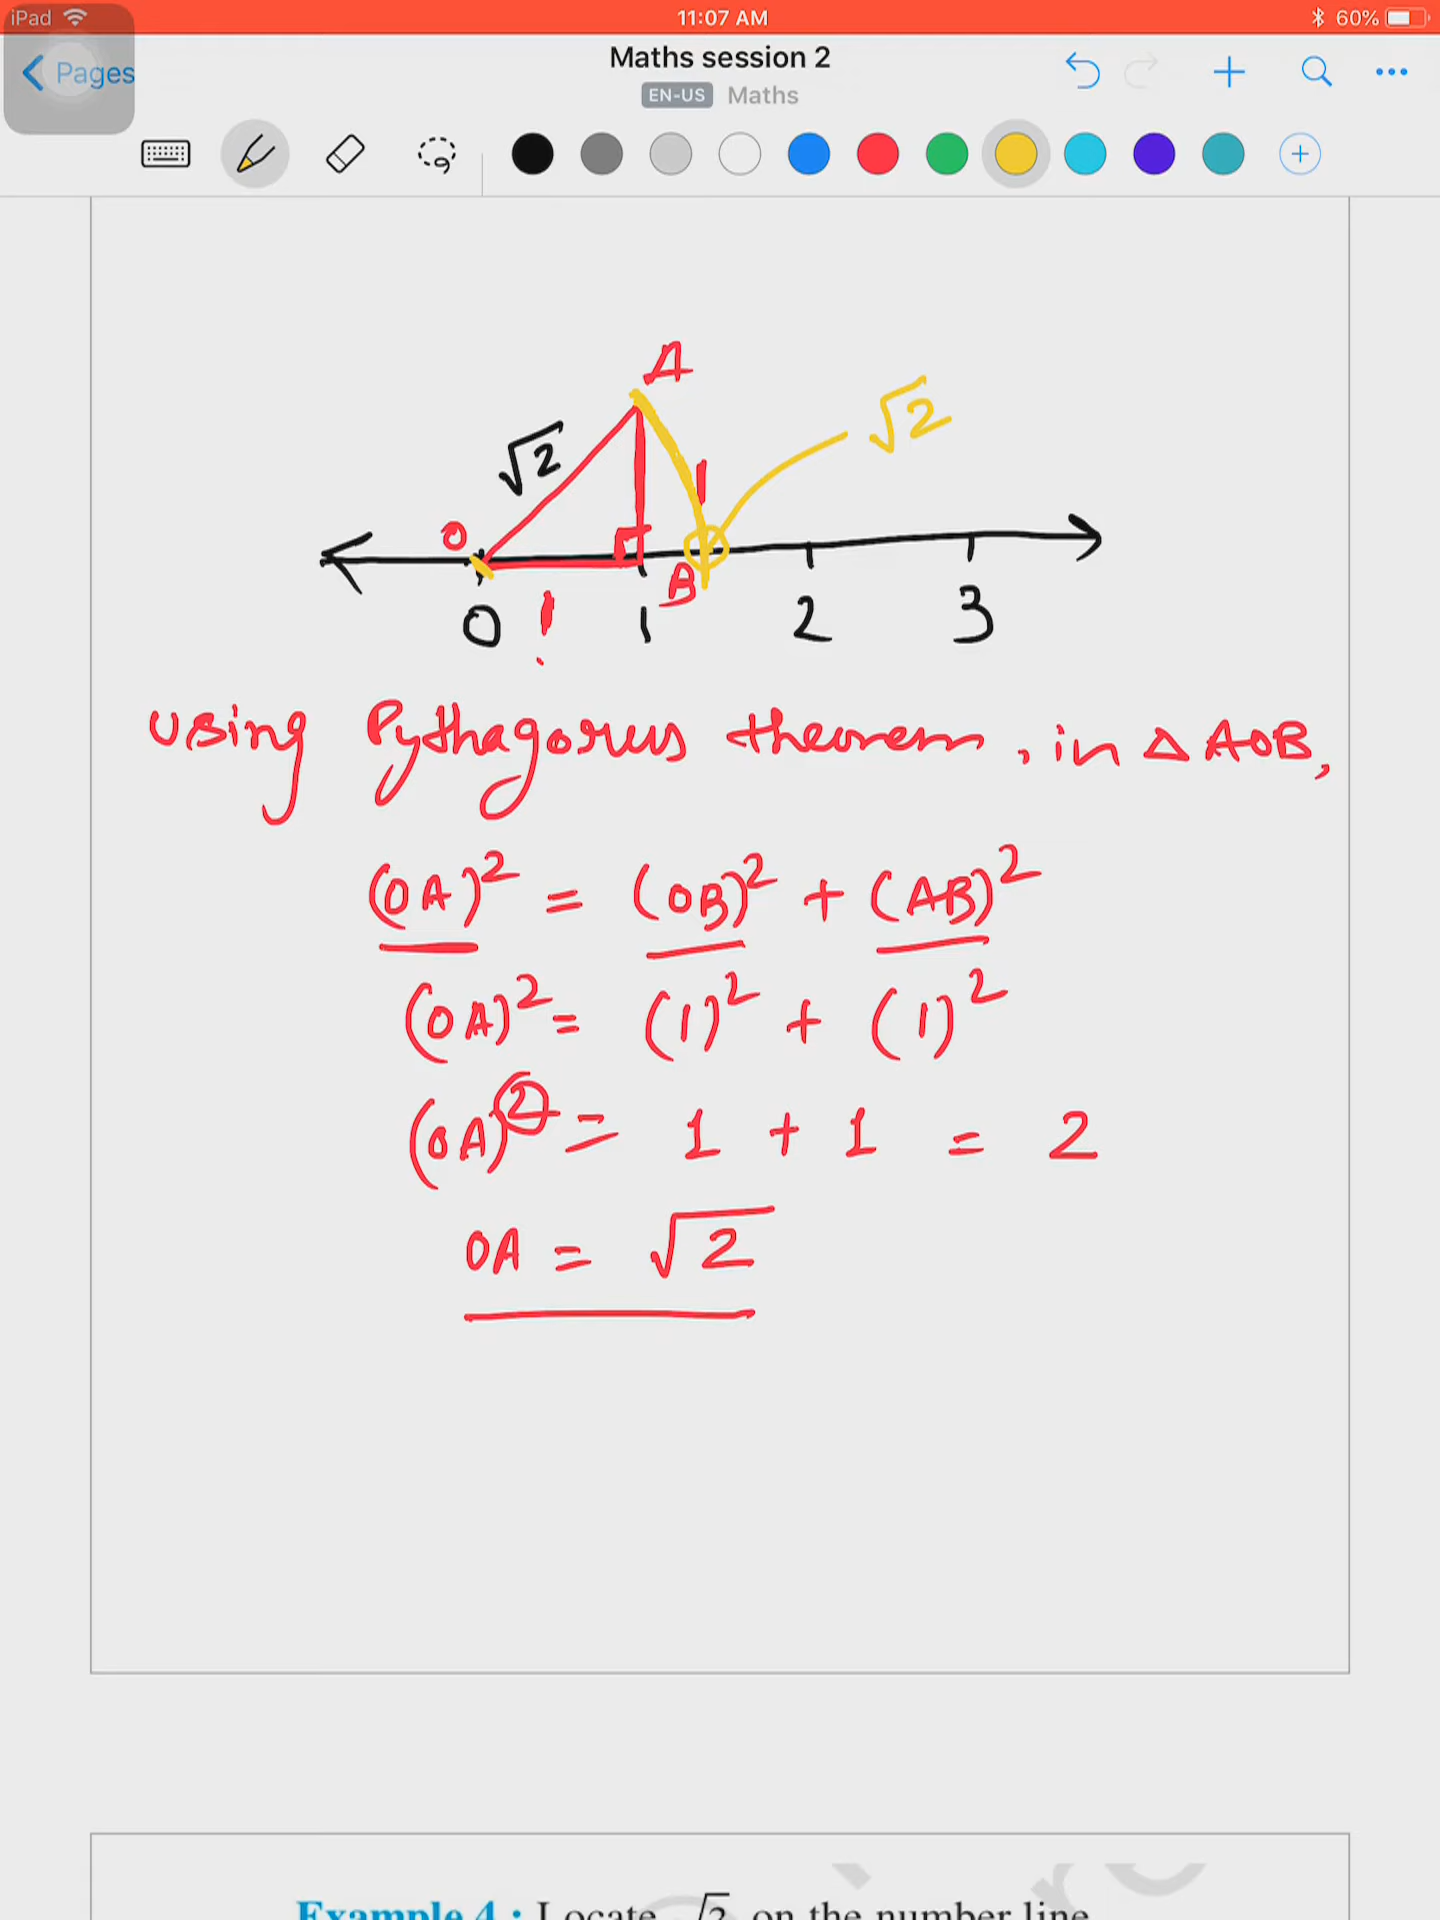 iPad 11:07 AM 60%
Pages Maths session 2
EN-US Maths
A
√2 √2
O 1
B
0 1 1 2 3
Using Pythagorus theorem, in △ AOB,
(OA)² = (OB)² + (AB)²
(OA)² = (1)² + (1)²
(OA)² = 1 + 1 = 2
OA = √2
Example 4 : Locate √2 on the number line